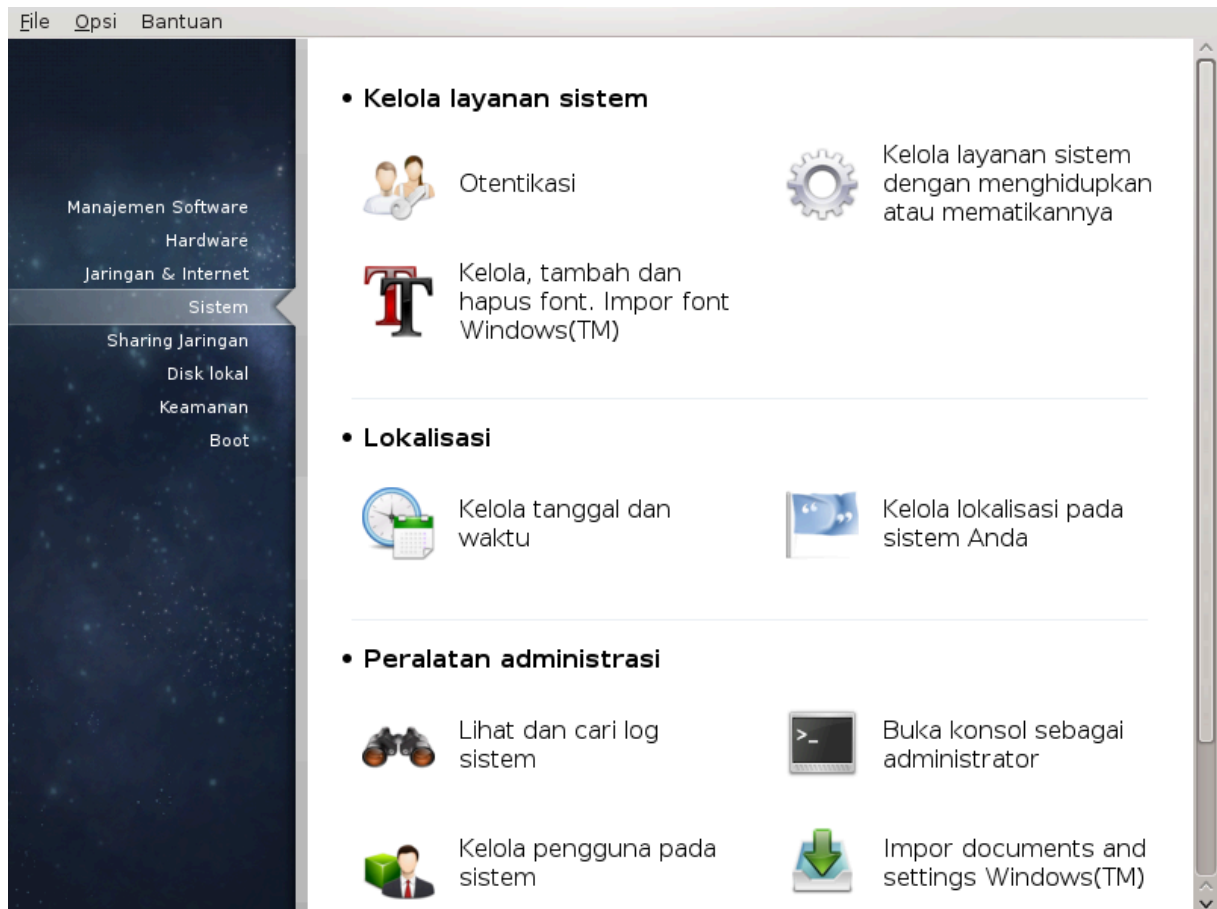 File Opsi Bantuan
Manajemen Software
Hardware
Jaringan & Internet
Sistem
Sharing Jaringan
Disk lokal
Keamanan
Boot
• Kelola layanan sistem
Otentikasi
Kelola layanan sistem
dengan menghidupkan
atau mematikannya
Kelola, tambah dan
hapus font. Impor font
Windows(TM)
• Lokalisasi
Kelola tanggal dan
waktu
Kelola lokalisasi pada
sistem Anda
• Peralatan administrasi
Lihat dan cari log
sistem
Buka konsol sebagai
administrator
Kelola pengguna pada
sistem
Impor documents and
settings Windows(TM)